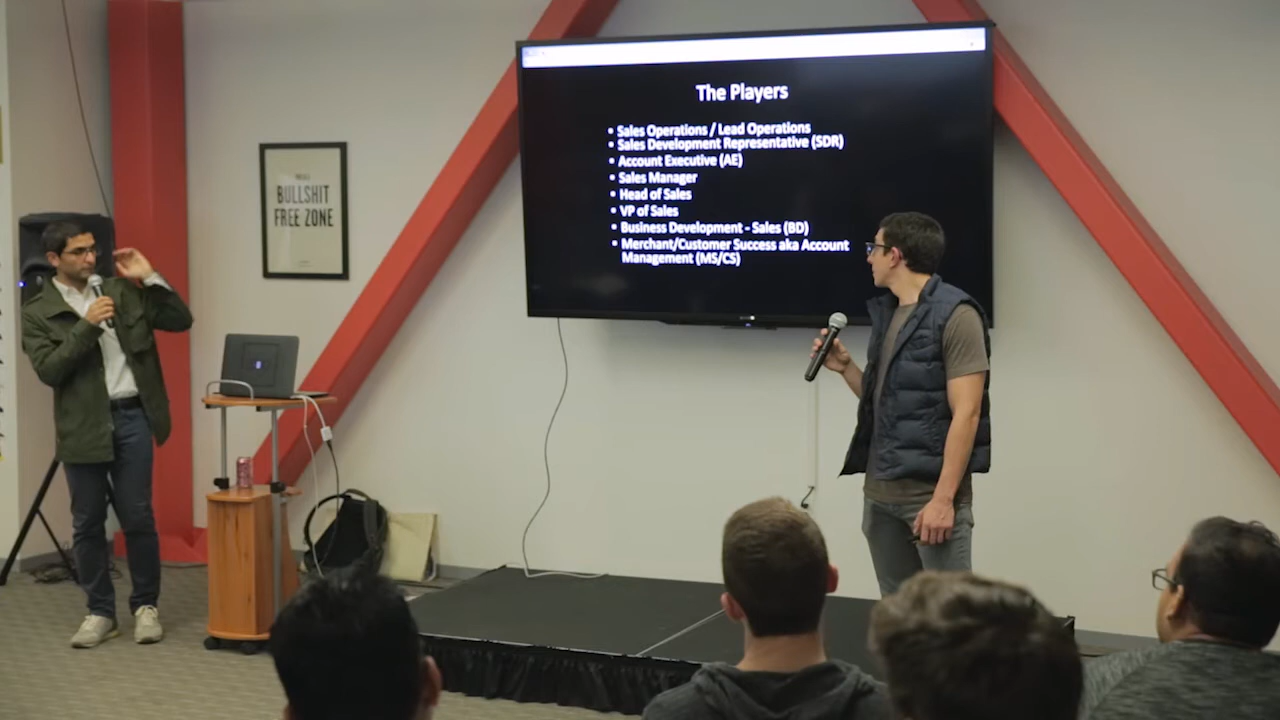 BULLSHIT
FREE ZONE
The Players
• Sales Operations / Lead Operations
• Sales Development Representative (SDR)
• Account Executive (AE)
• Sales Manager
• Head of Sales
• VP of Sales
• Business Development - Sales (BD)
• Merchant/Customer Success aka Account
Management (MS/CS)